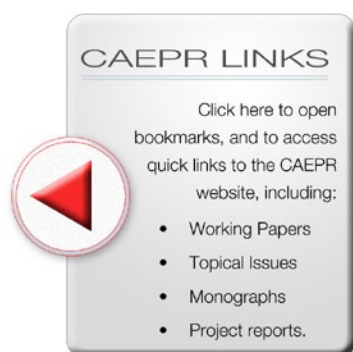 CAEPR LINKS
Click here to open
bookmarks, and to access
quick links to the CAEPR
website, including:
• Working Papers
• Topical Issues
• Monographs
• Project reports.